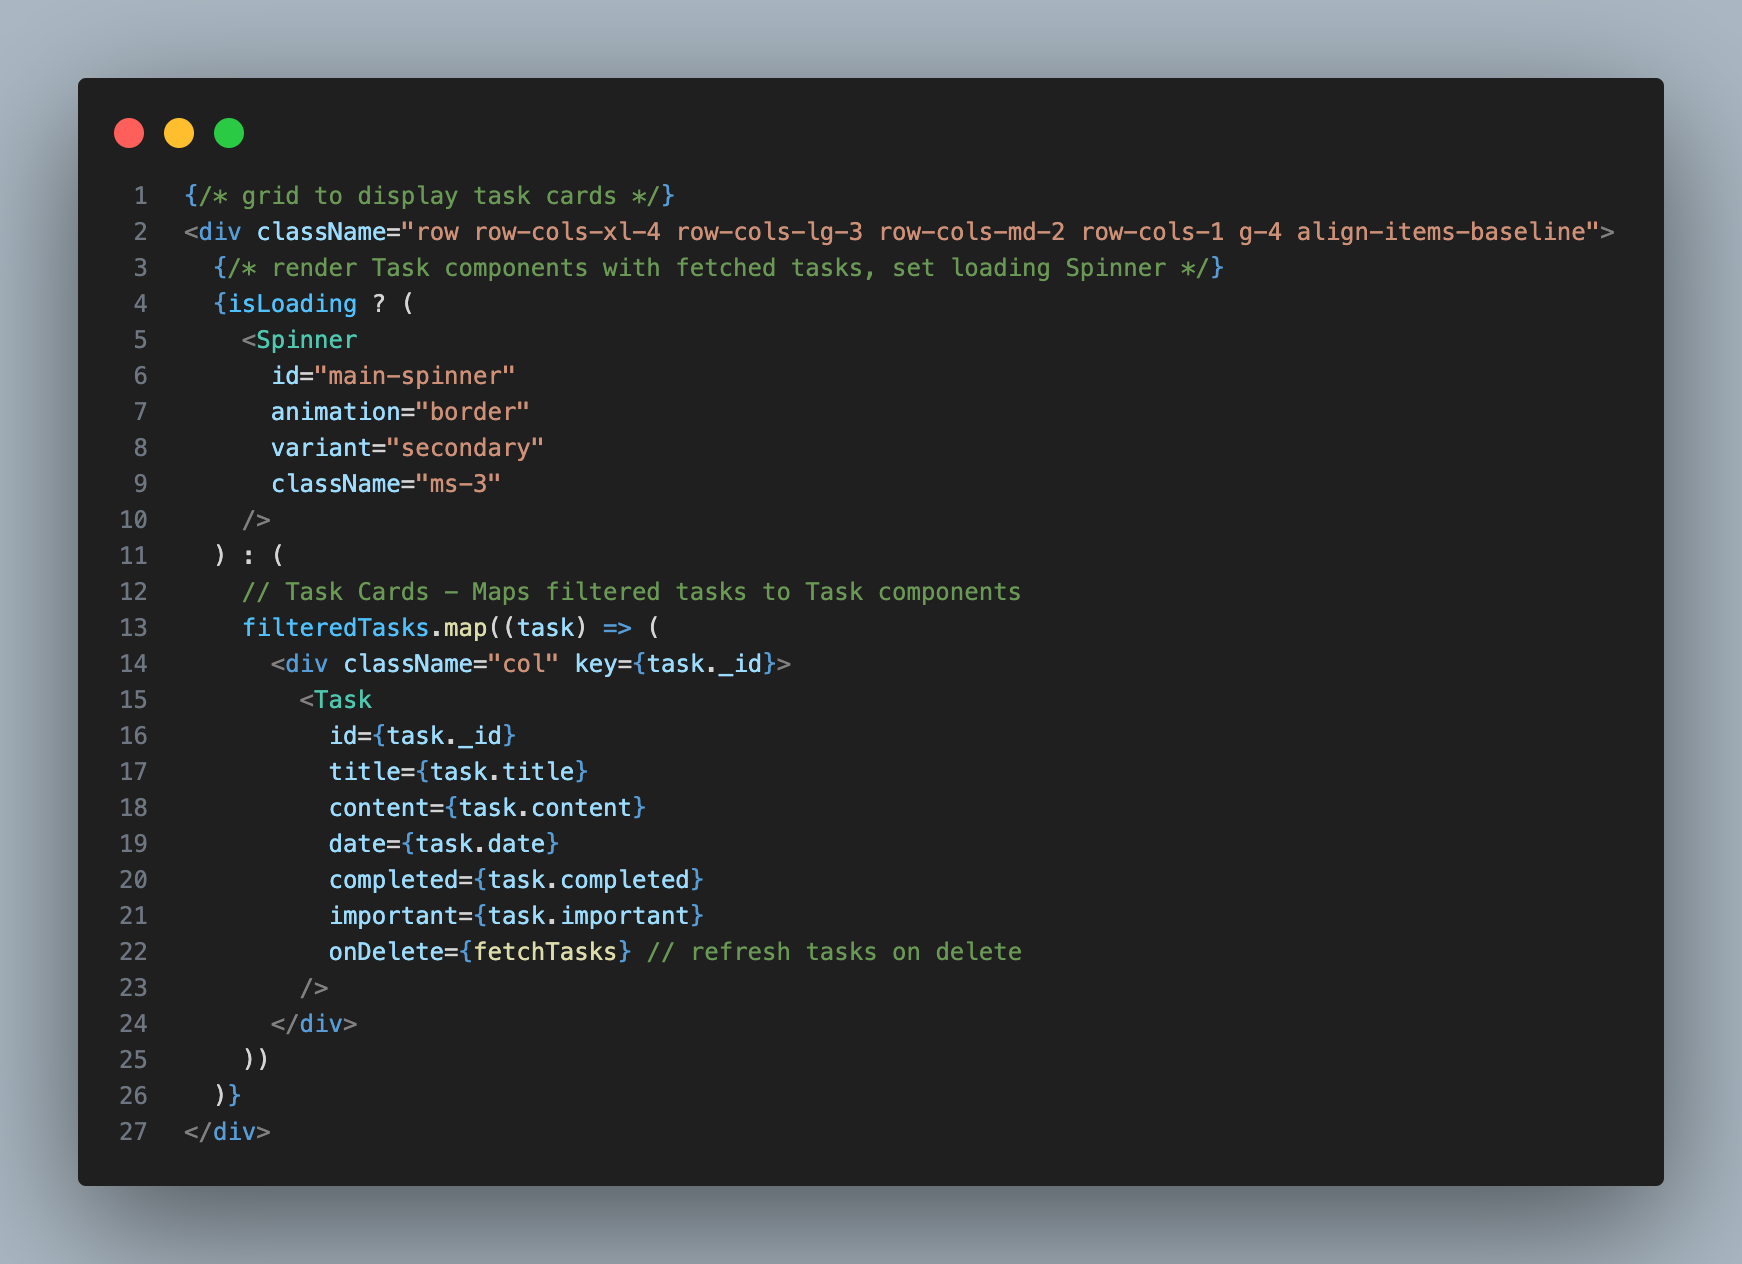 1 {/* grid to display task cards */}
2 <div className="row row-cols-xl-4 row-cols-lg-3 row-cols-md-2 row-cols-1 g-4 align-items-baseline">
3   {/* render Task components with fetched tasks, set loading Spinner */}
4   {isLoading ? (
5     <Spinner
6       id="main-spinner"
7       animation="border"
8       variant="secondary"
9       className="ms-3"
10     />
11   ) : (
12     // Task Cards - Maps filtered tasks to Task components
13     filteredTasks.map((task) => (
14       <div className="col" key={task._id}>
15         <Task
16           id={task._id}
17           title={task.title}
18           content={task.content}
19           date={task.date}
20           completed={task.completed}
21           important={task.important}
22           onDelete={fetchTasks} // refresh tasks on delete
23         />
24       </div>
25     ))
26   )}
27 </div>